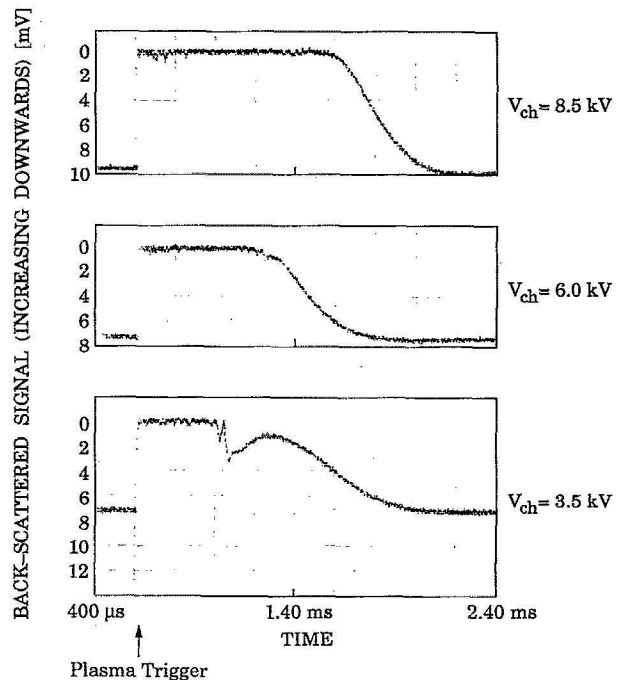 BACK–SCATTERED SIGNAL (INCREASING DOWNWARDS) [mV]
0
2
4
6
8
10
V_ch= 8.5 kV
0
2
4
6
8
V_ch= 6.0 kV
0
2
4
6
8
10
12
V_ch= 3.5 kV
400 µs 1.40 ms 2.40 ms
TIME
Plasma Trigger